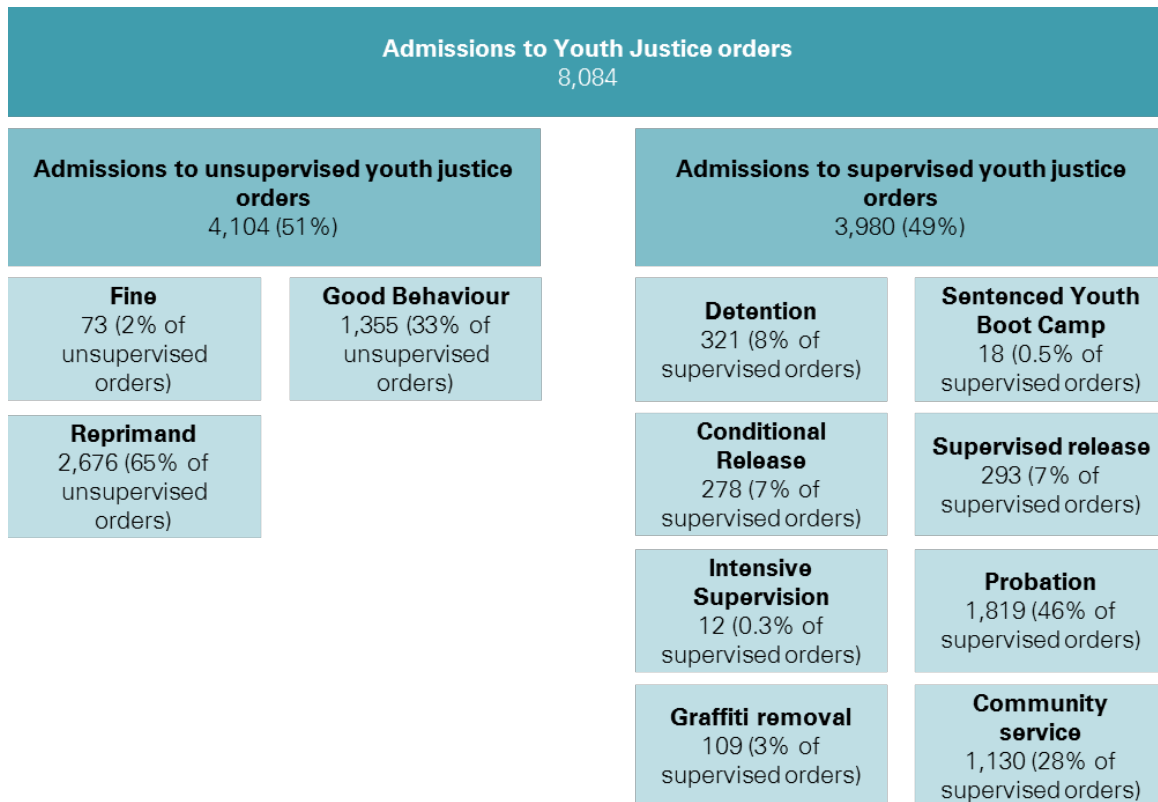 Admissions to Youth Justice orders
8,084
Admissions to unsupervised youth justice
orders
4,104 (51%)
Admissions to supervised youth justice
orders
3,980 (49%)
Fine
73 (2% of
unsupervised
orders)
Good Behaviour
1,355 (33% of
unsupervised
orders)
Reprimand
2,676 (65% of
unsupervised
orders)
Detention
321 (8% of
supervised orders)
Sentenced Youth
Boot Camp
18 (0.5% of
supervised orders)
Conditional
Release
278 (7% of
supervised orders)
Supervised release
293 (7% of
supervised orders)
Intensive
Supervision
12 (0.3% of
supervised orders)
Probation
1,819 (46% of
supervised orders)
Graffiti removal
109 (3% of
supervised orders)
Community
service
1,130 (28% of
supervised orders)